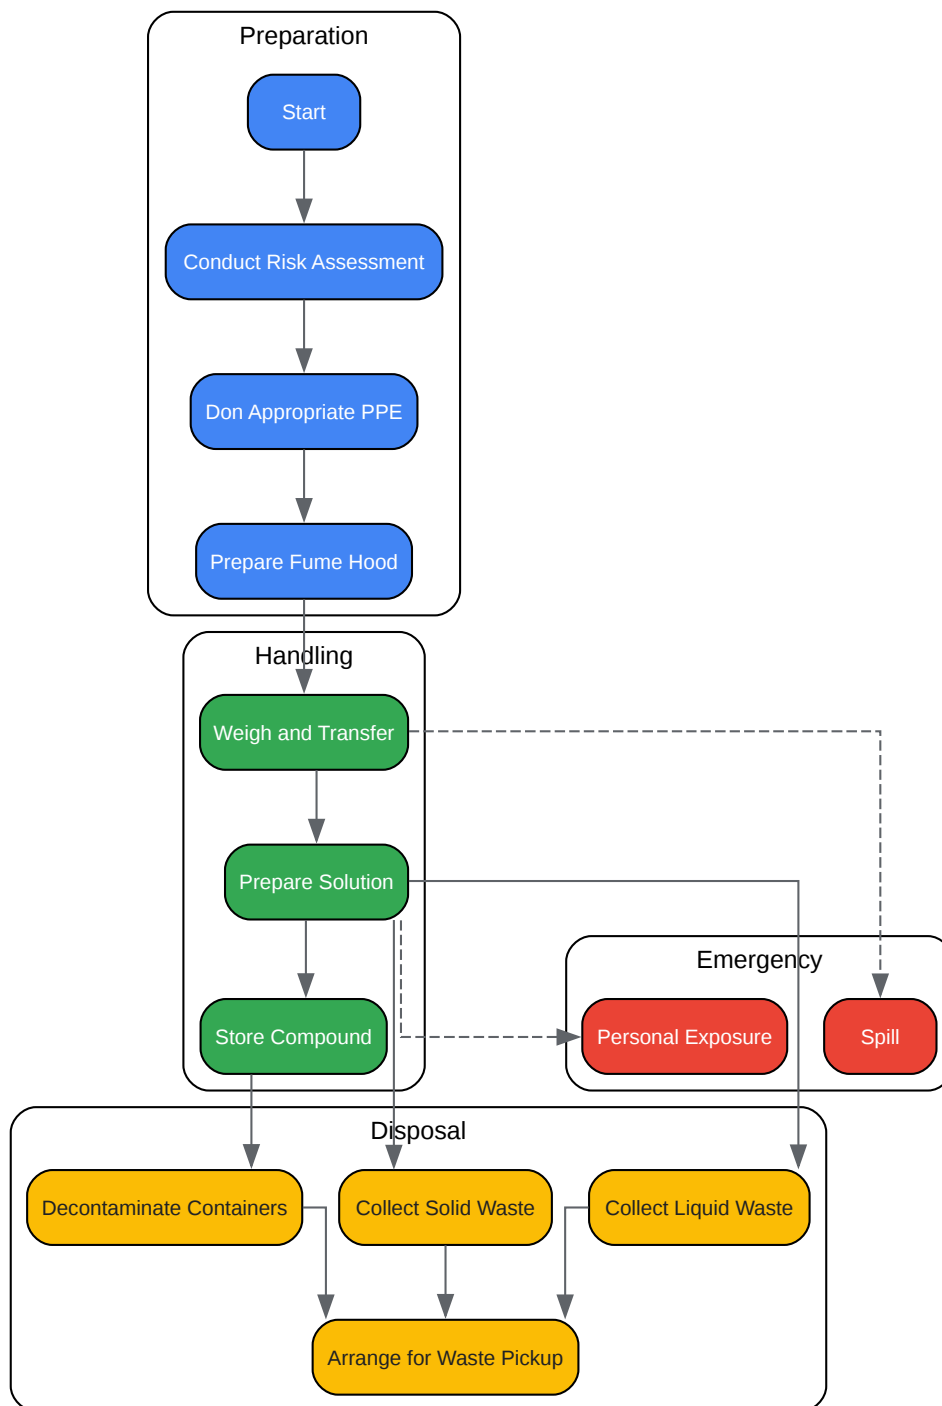 Preparation
Start
Conduct Risk Assessment
Don Appropriate PPE
Prepare Fume Hood
Handling
Weigh and Transfer
Prepare Solution
Emergency
Store Compound
Personal Exposure
Spill
Disposal
Decontaminate Containers
Collect Solid Waste
Collect Liquid Waste
Arrange for Waste Pickup